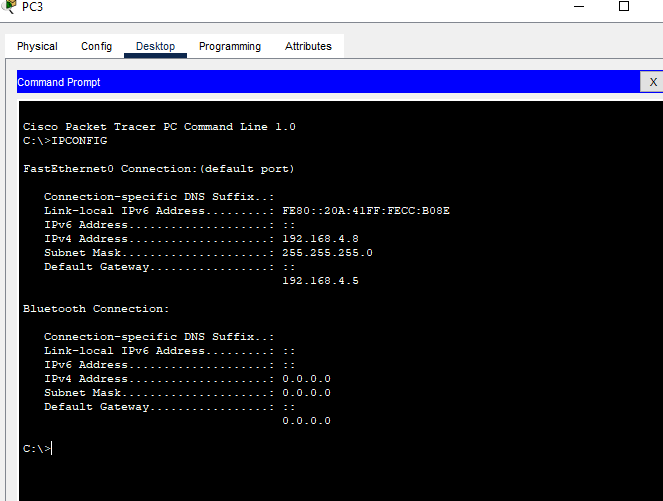 PC3
Physical Config Desktop Programming Attributes
Command Prompt X
Cisco Packet Tracer PC Command Line 1.0
C:\>IPCONFIG
FastEthernet0 Connection:(default port)
Connection-specific DNS Suffix..:
Link-local IPv6 Address.........: FE80::20A:41FF:FECC:B08E
IPv6 Address....................: ::
IPv4 Address....................: 192.168.4.8
Subnet Mask.....................: 255.255.255.0
Default Gateway.................: ::
192.168.4.5
Bluetooth Connection:
Connection-specific DNS Suffix..:
Link-local IPv6 Address.........: ::
IPv6 Address....................: ::
IPv4 Address....................: 0.0.0.0
Subnet Mask.....................: 0.0.0.0
Default Gateway.................: ::
0.0.0.0
C:\>